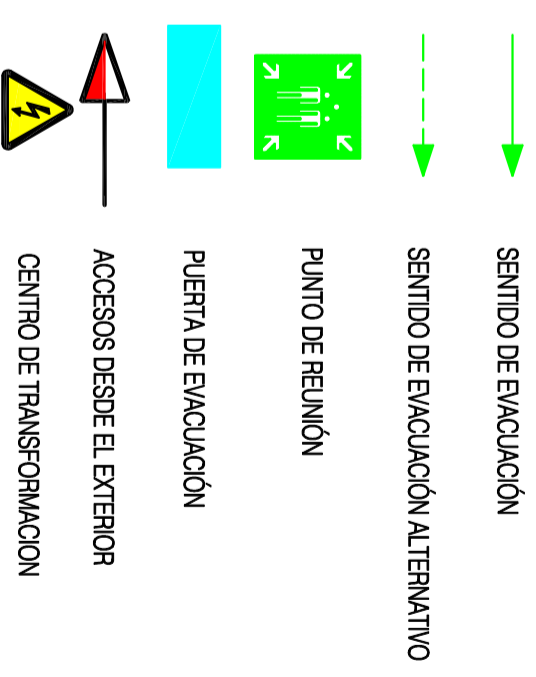 SENTIDO DE EVACUACIÓN
SENTIDO DE EVACUACIÓN ALTERNATIVO
PUNTO DE REUNIÓN
PUERTA DE EVACUACIÓN
ACCESOS DESDE EL EXTERIOR
CENTRO DE TRANSFORMACION